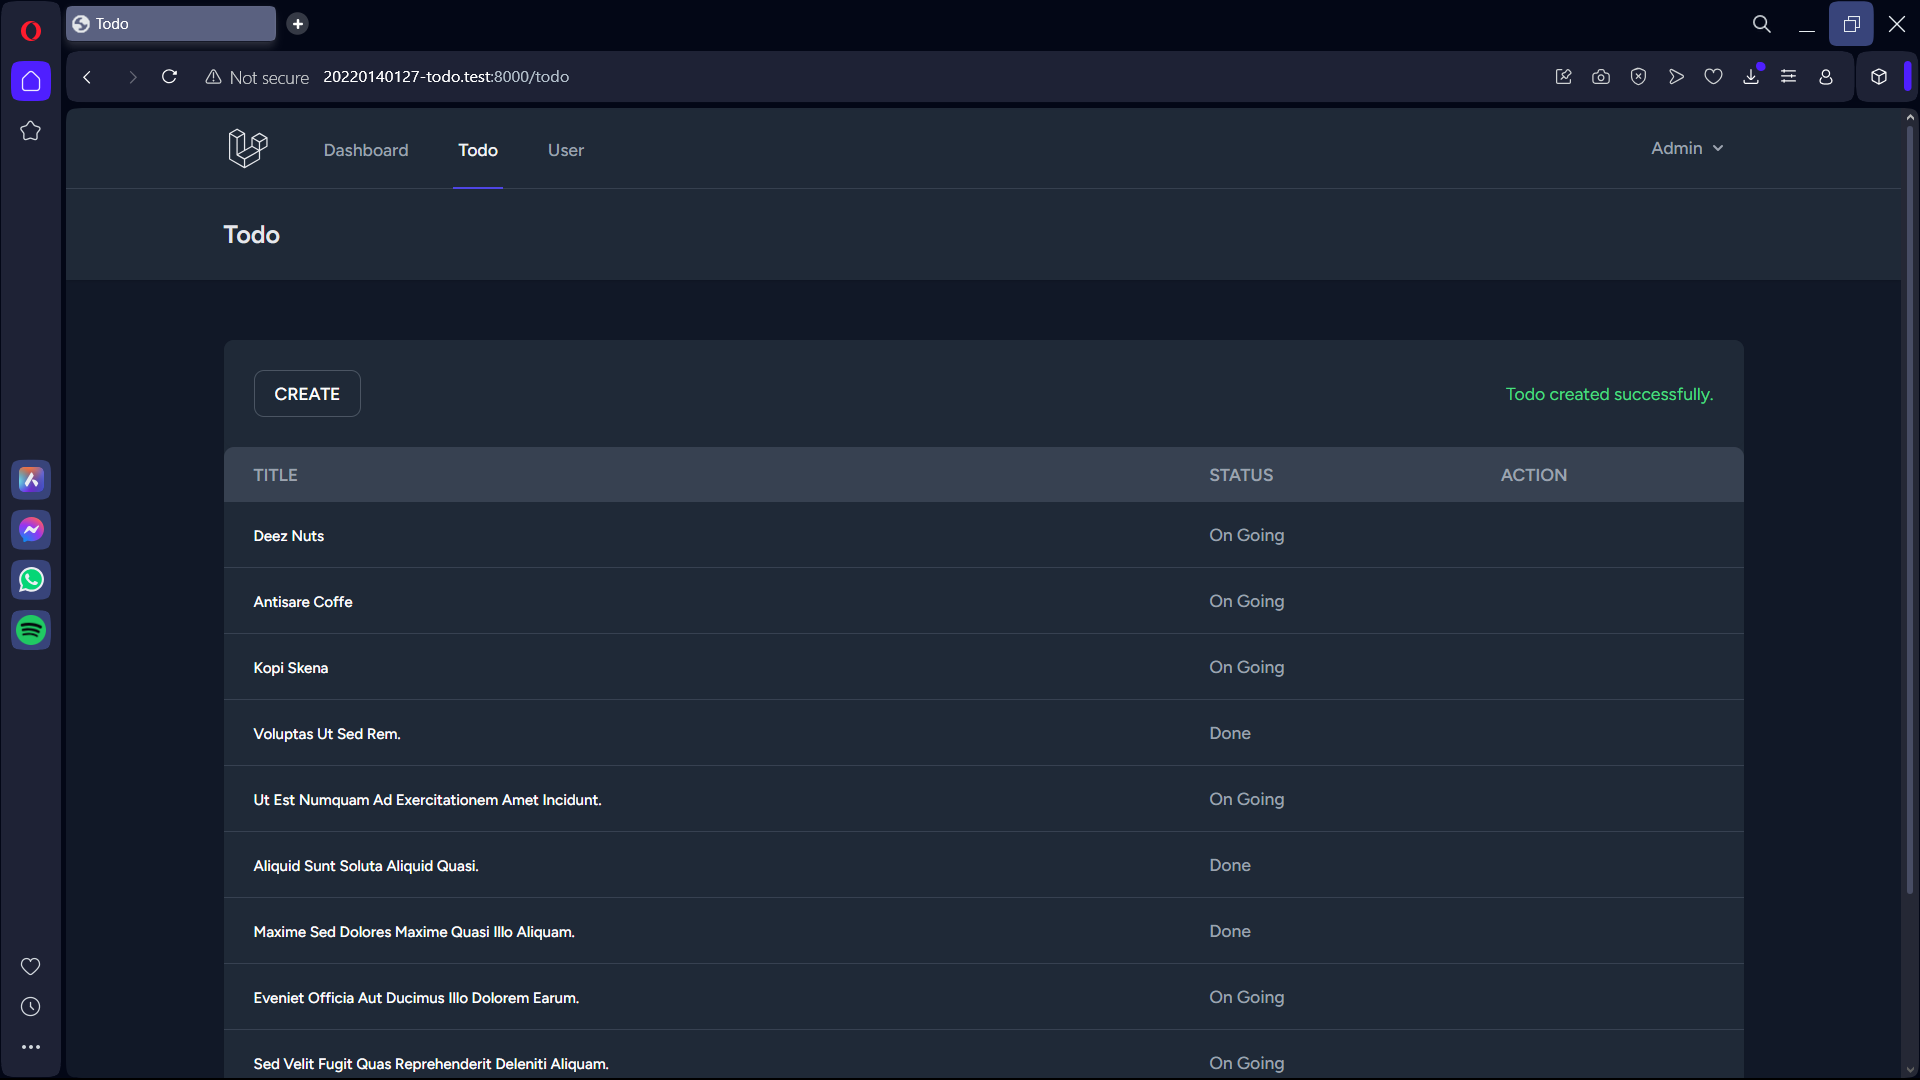 Todo
Not secure 20220140127-todo.test:8000/todo
Dashboard Todo User Admin
Todo
CREATE Todo created successfully.
TITLE STATUS ACTION
Deez Nuts On Going
Antisare Coffe On Going
Kopi Skena On Going
Voluptas Ut Sed Rem. Done
Ut Est Numquam Ad Exercitationem Amet Incidunt. On Going
Aliquid Sunt Soluta Aliquid Quasi. Done
Maxime Sed Dolores Maxime Quasi Illo Aliquam. Done
Eveniet Officia Aut Ducimus Illo Dolorem Earum. On Going
Sed Velit Fugit Quas Reprehenderit Deleniti Aliquam. On Going